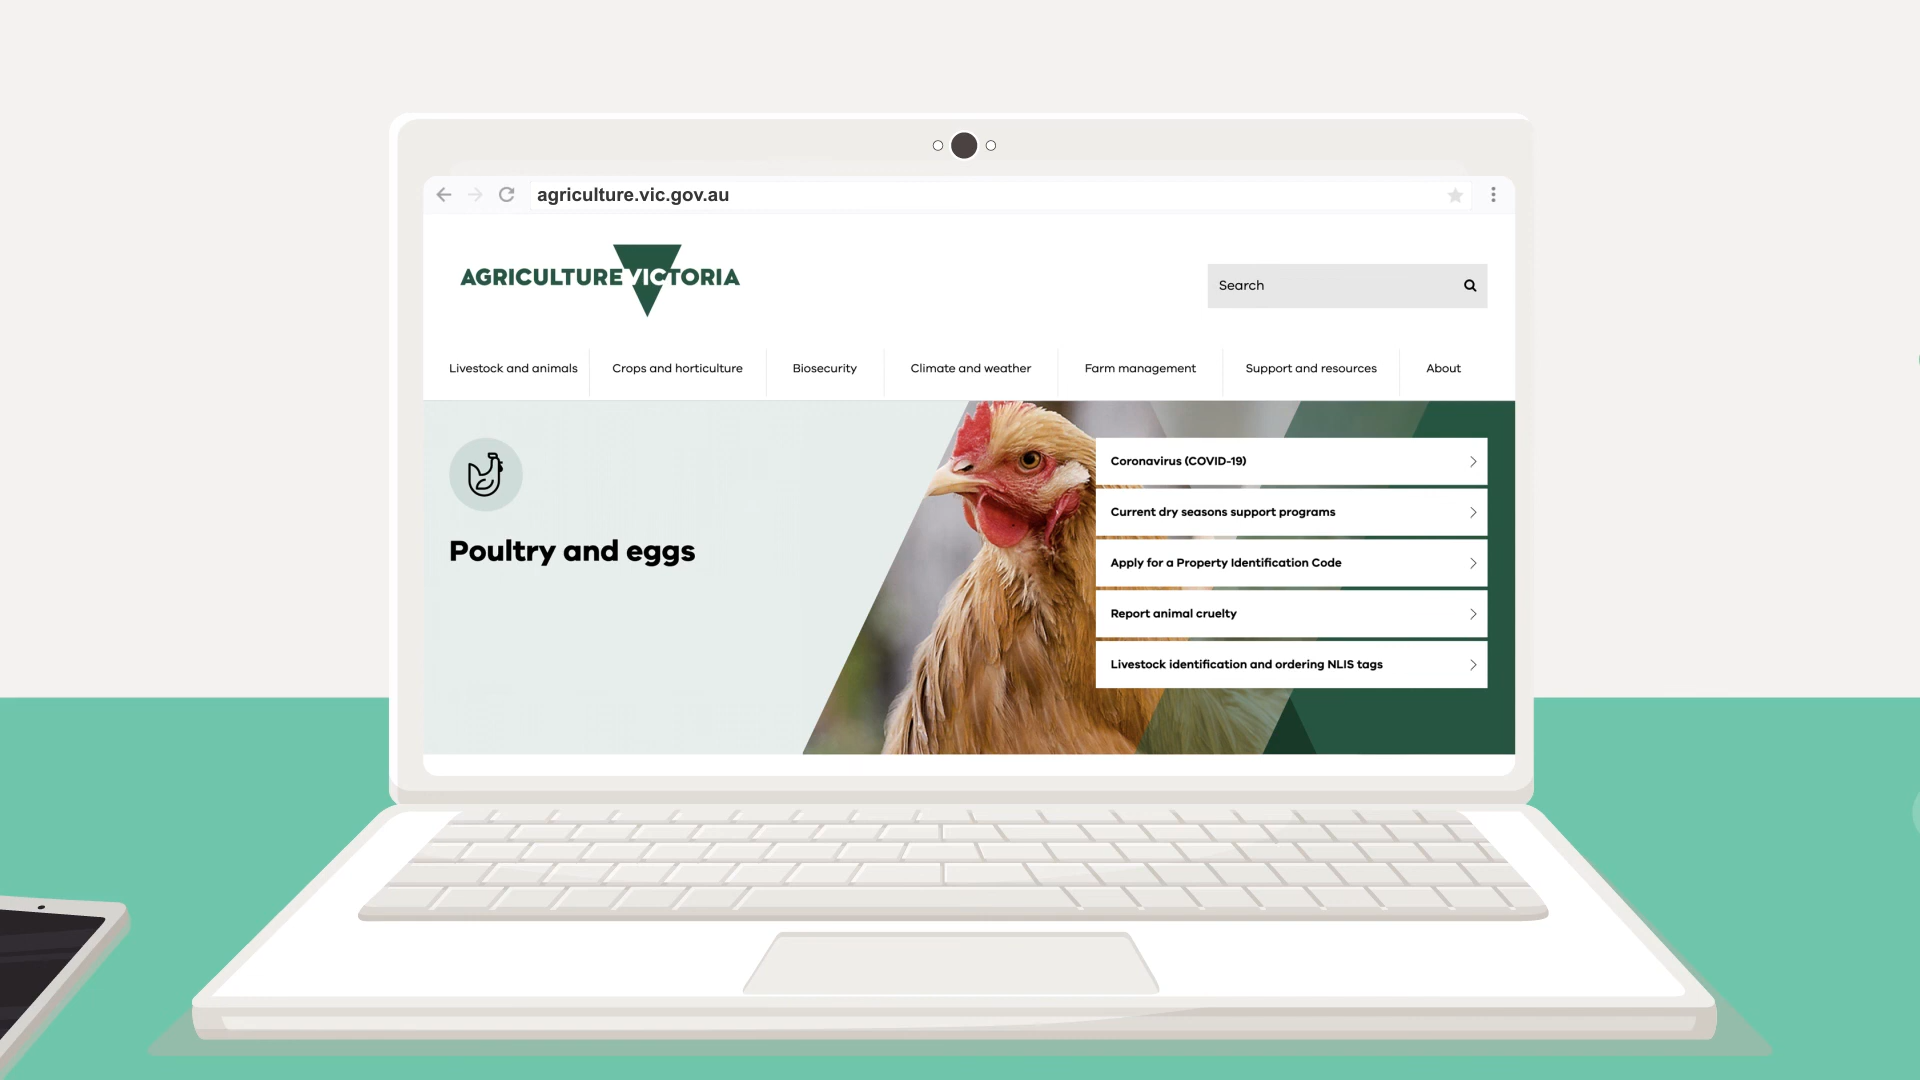 agriculture.vic.gov.au
AGRICULTURE VICTORIA
Search
Livestock and animals
Crops and horticulture
Biosecurity
Climate and weather
Farm management
Support and resources
About
Poultry and eggs
Coronavirus (COVID-19)
Current dry seasons support programs
Apply for a Property Identification Code
Report animal cruelty
Livestock identification and ordering NLIS tags